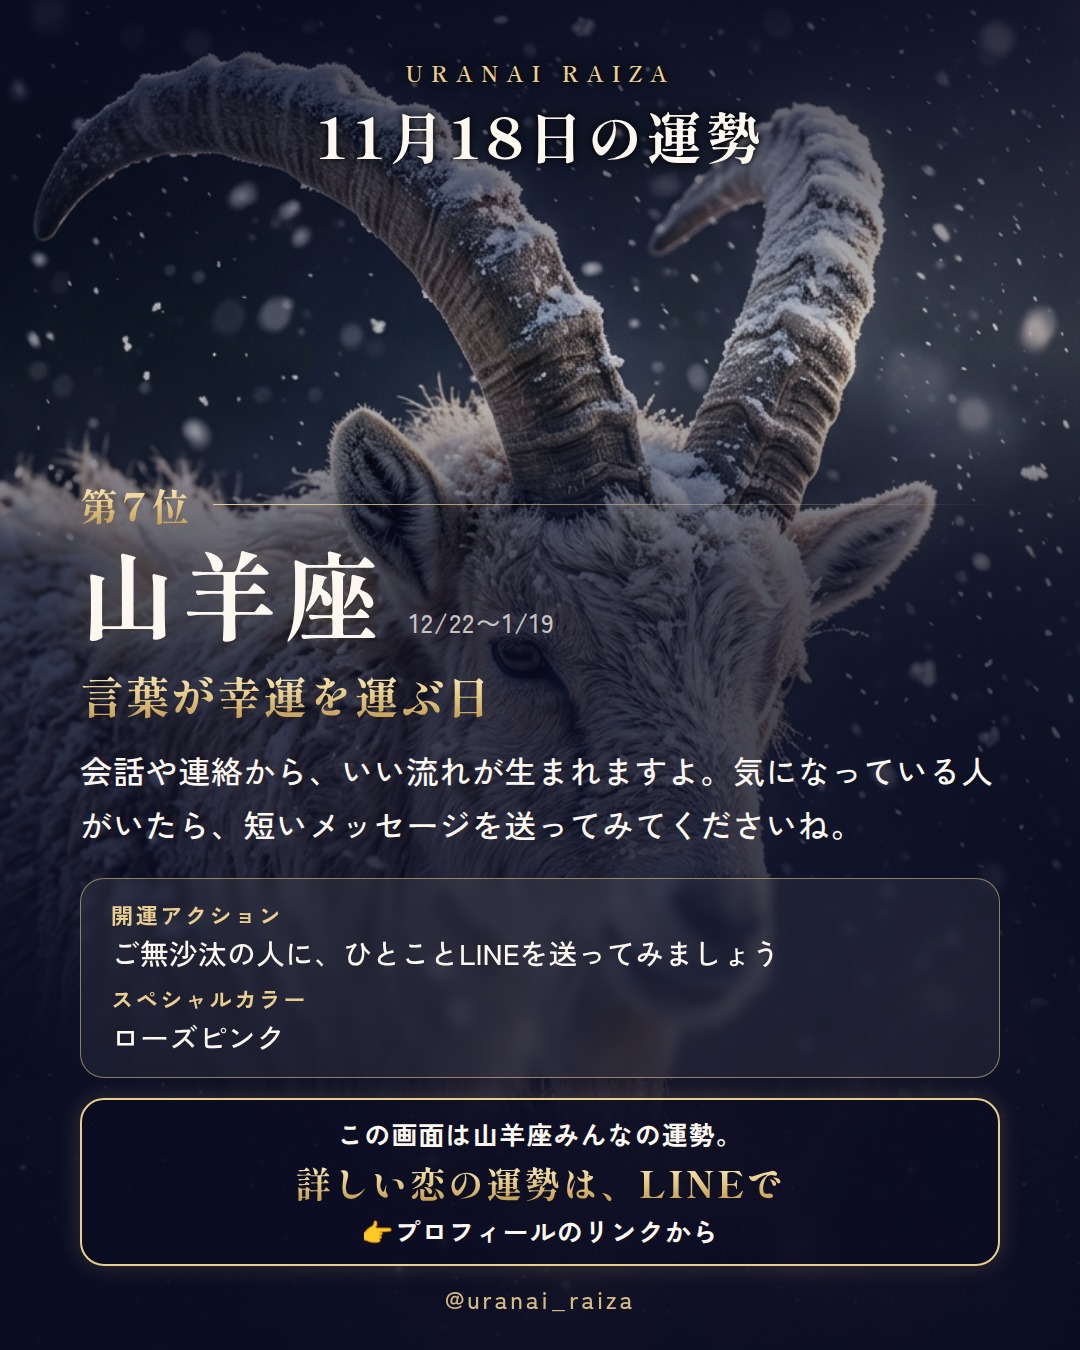 URANAI RAIZA
11月18日の運勢
第7位
山羊座 12/22〜1/19
言葉が幸運を運ぶ日
会話や連絡から、いい流れが生まれますよ。気になっている人
がいたら、短いメッセージを送ってみてくださいね。
開運アクション
ご無沙汰の人に、ひとことLINEを送ってみましょう
スペシャルカラー
ローズピンク
この画面は山羊座みんなの運勢。
詳しい恋の運勢は、LINEで
👉プロフィールのリンクから
@uranai_raiza